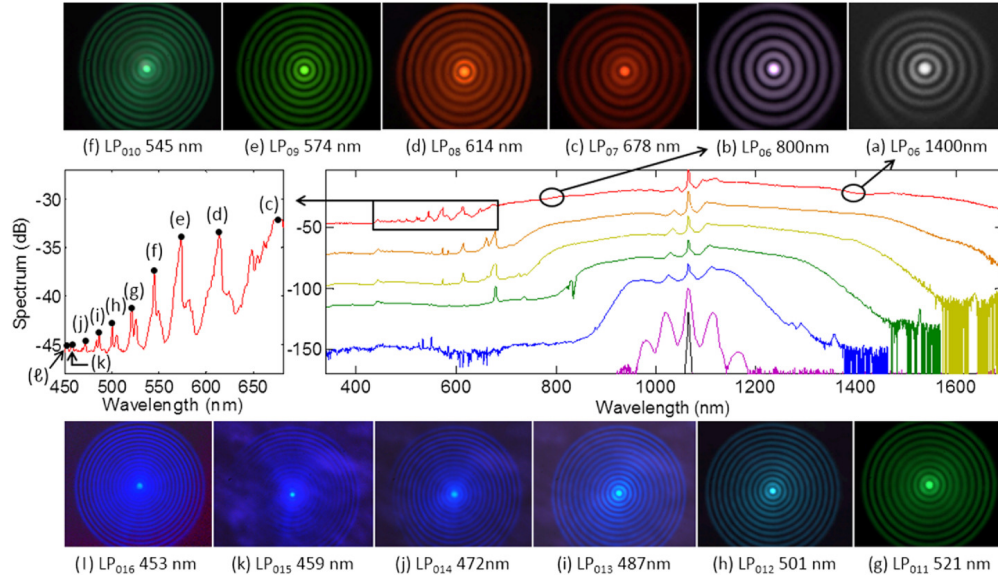 (f) LP₀₁₀ 545 nm
(e) LP₀₉ 574 nm
(d) LP₀₈ 614 nm
(c) LP₀₇ 678 nm
(b) LP₀₆ 800nm
(a) LP₀₆ 1400nm
Spectrum (dB)
-30
-35
-40
-45
(c)
(d)
(e)
(f)
(g)
(h)
(i)
(j)
(k)
(ℓ)
450 500 550 600 650
Wavelength (nm)
-50
-100
-150
400 600 800 1000 1200 1400 1600
Wavelength (nm)
(l) LP₀₁₆ 453 nm
(k) LP₀₁₅ 459 nm
(j) LP₀₁₄ 472nm
(i) LP₀₁₃ 487nm
(h) LP₀₁₂ 501 nm
(g) LP₀₁₁ 521 nm